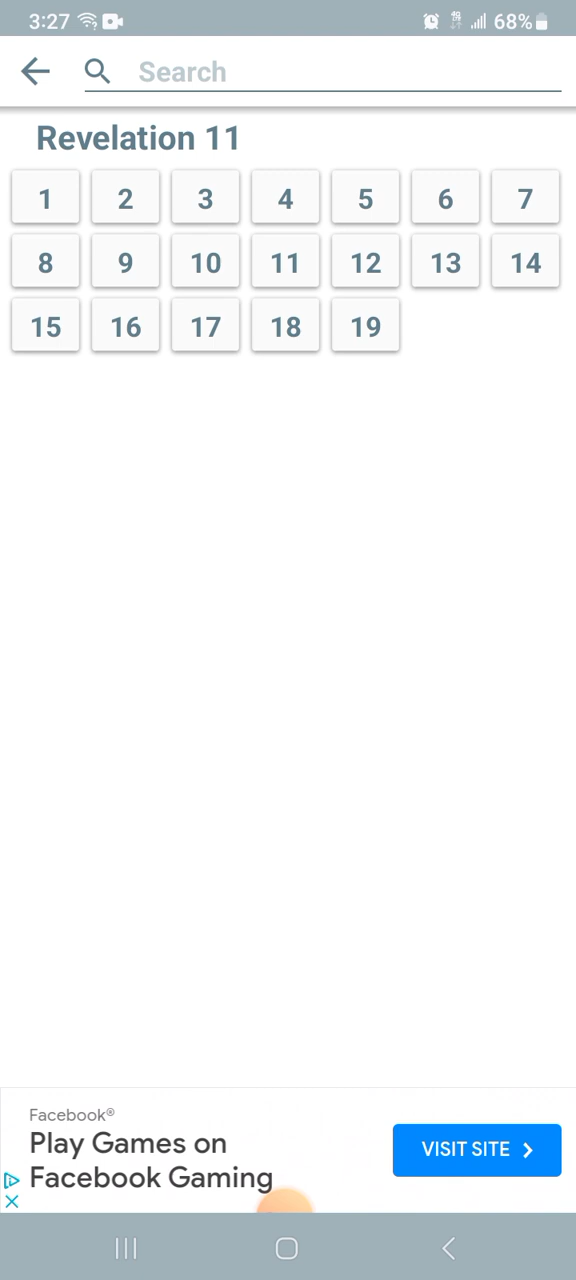 3:27 68%
Search
Revelation 11
1 2 3 4 5 6 7
8 9 10 11 12 13 14
15 16 17 18 19
Facebook®
Play Games on
Facebook Gaming
VISIT SITE